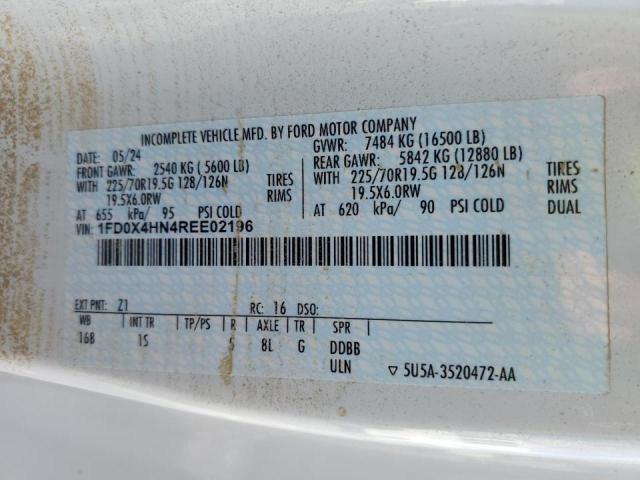 INCOMPLETE VEHICLE MFD. BY FORD MOTOR COMPANY
DATE: 05/24 GVWR: 7484 KG (16500 LB)
FRONT GAWR: 2540 KG ( 5600 LB) REAR GAWR: 5842 KG (12880 LB)
WITH 225/70R19.5G 128/126N TIRES WITH 225/70R19.5G 128/126N TIRES
19.5X6.0RW RIMS 19.5X6.0RW RIMS
AT 655 kPa/ 95 PSI COLD AT 620 kPa/ 90 PSI COLD DUAL
VIN: 1FD0X4HN4REE02196
EXT PNT: Z1 RC: 16 DSO:
WB INT TR TP/PS R AXLE TR SPR
168 1S 5 8L G DDBB
ULN ▽ 5U5A-3520472-AA